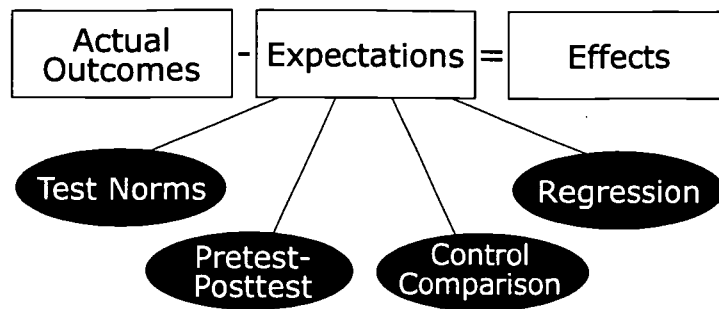 Actual
Outcomes
- Expectations = Effects
Test Norms
Regression
Pretest-
Posttest
Control
Comparison